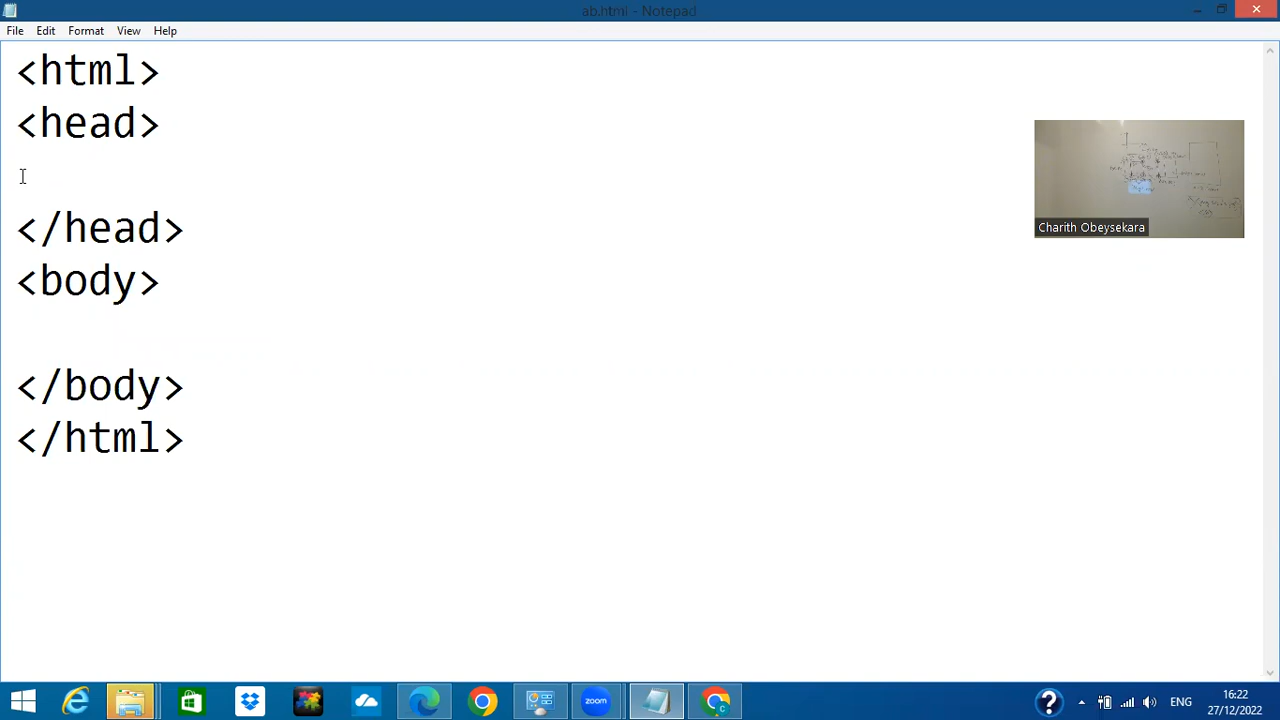 ab.html - Notepad
File Edit Format View Help
<html>
<head>
</head>
<body>
</body>
</html>
Charith Obeysekara
zoom
C
?
ENG
16:22
27/12/2022